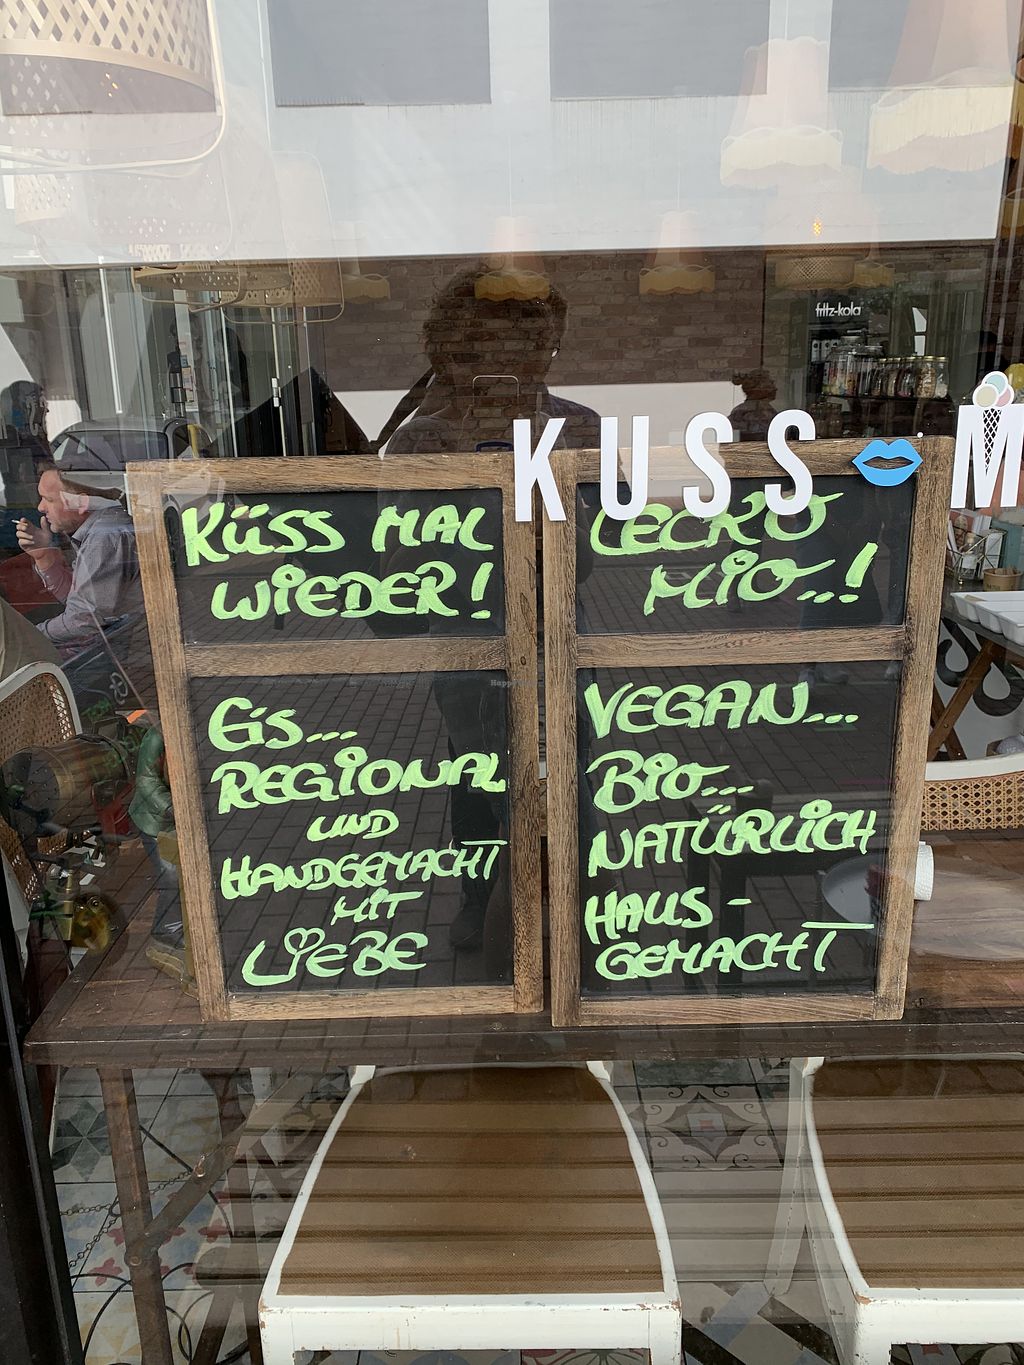 fritz-kola
KUSS M
KÜSS MAL
WIEDER!
EiS...
REGiONAL
UND
HANDGEMACHT
MIT
LiEBE
LECKO
MiO...!
VEGAN...
BiO...
NATÜRLiCH
HAUS-
GEMACHT